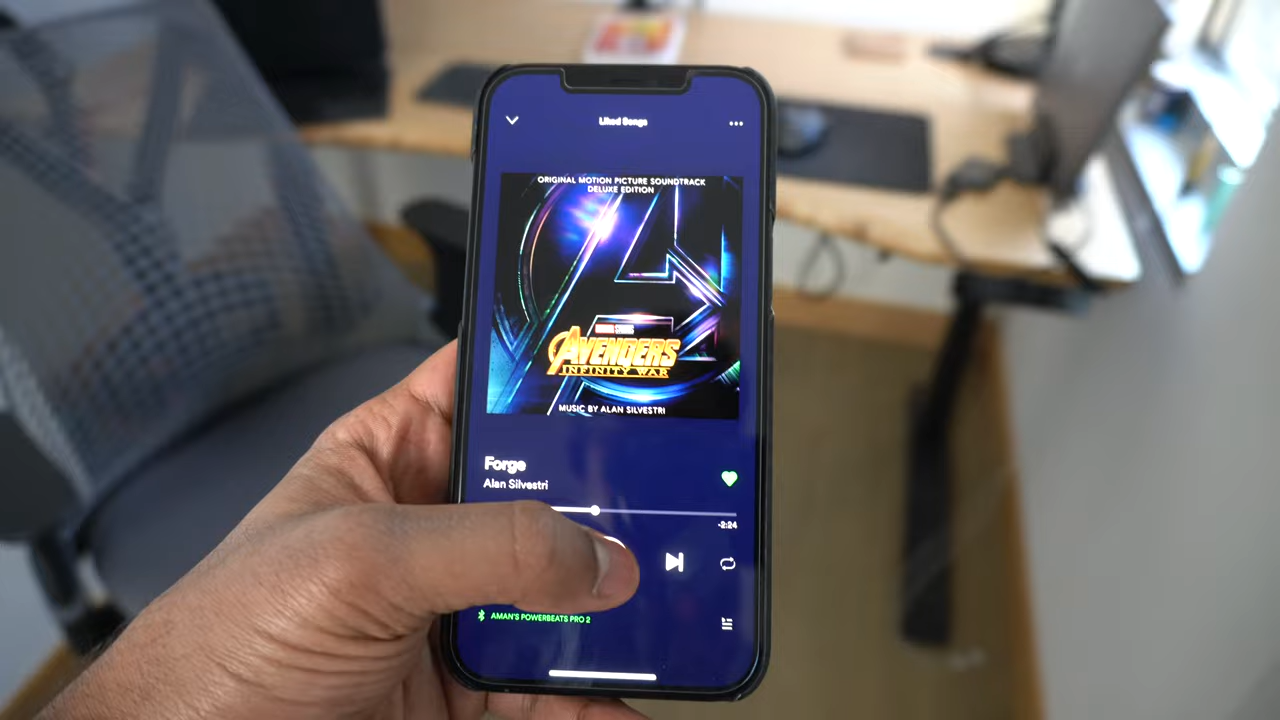 Liked Songs
ORIGINAL MOTION PICTURE SOUNDTRACK
DELUXE EDITION
MARVEL STUDIOS
AVENGERS
INFINITY WAR
MUSIC BY ALAN SILVESTRI
Forge
Alan Silvestri
-2:24
AMAN'S POWERBEATS PRO 2